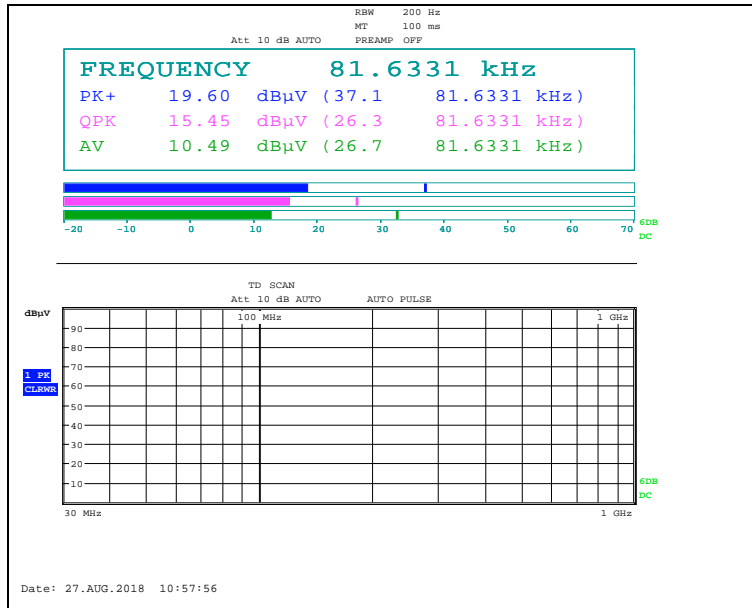 RBW 200 Hz
MT 100 ms
Att 10 dB AUTO PREAMP OFF
FREQUENCY 81.6331 kHz
PK+ 19.60 dBµV (37.1 81.6331 kHz)
QPK 15.45 dBµV (26.3 81.6331 kHz)
AV 10.49 dBµV (26.7 81.6331 kHz)
-20 -10 0 10 20 30 40 50 60 70
6DB
DC
TD SCAN
Att 10 dB AUTO AUTO PULSE
dBµV
100 MHz 1 GHz
90
80
70
1 PK
CLRWR
60
50
40
30
20
10
6DB
DC
30 MHz 1 GHz
Date: 27.AUG.2018 10:57:56